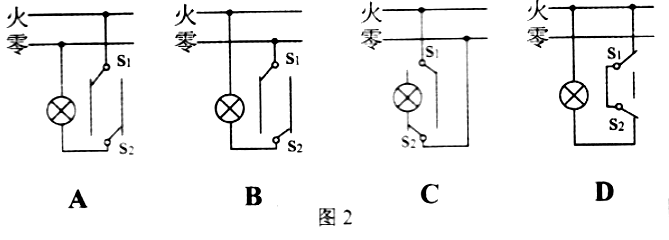 火 火 火 火
零 零 零 零
S₁ S₁ S₁ S₁
S₂ S₂ S₂ S₂
A B C D
图 2